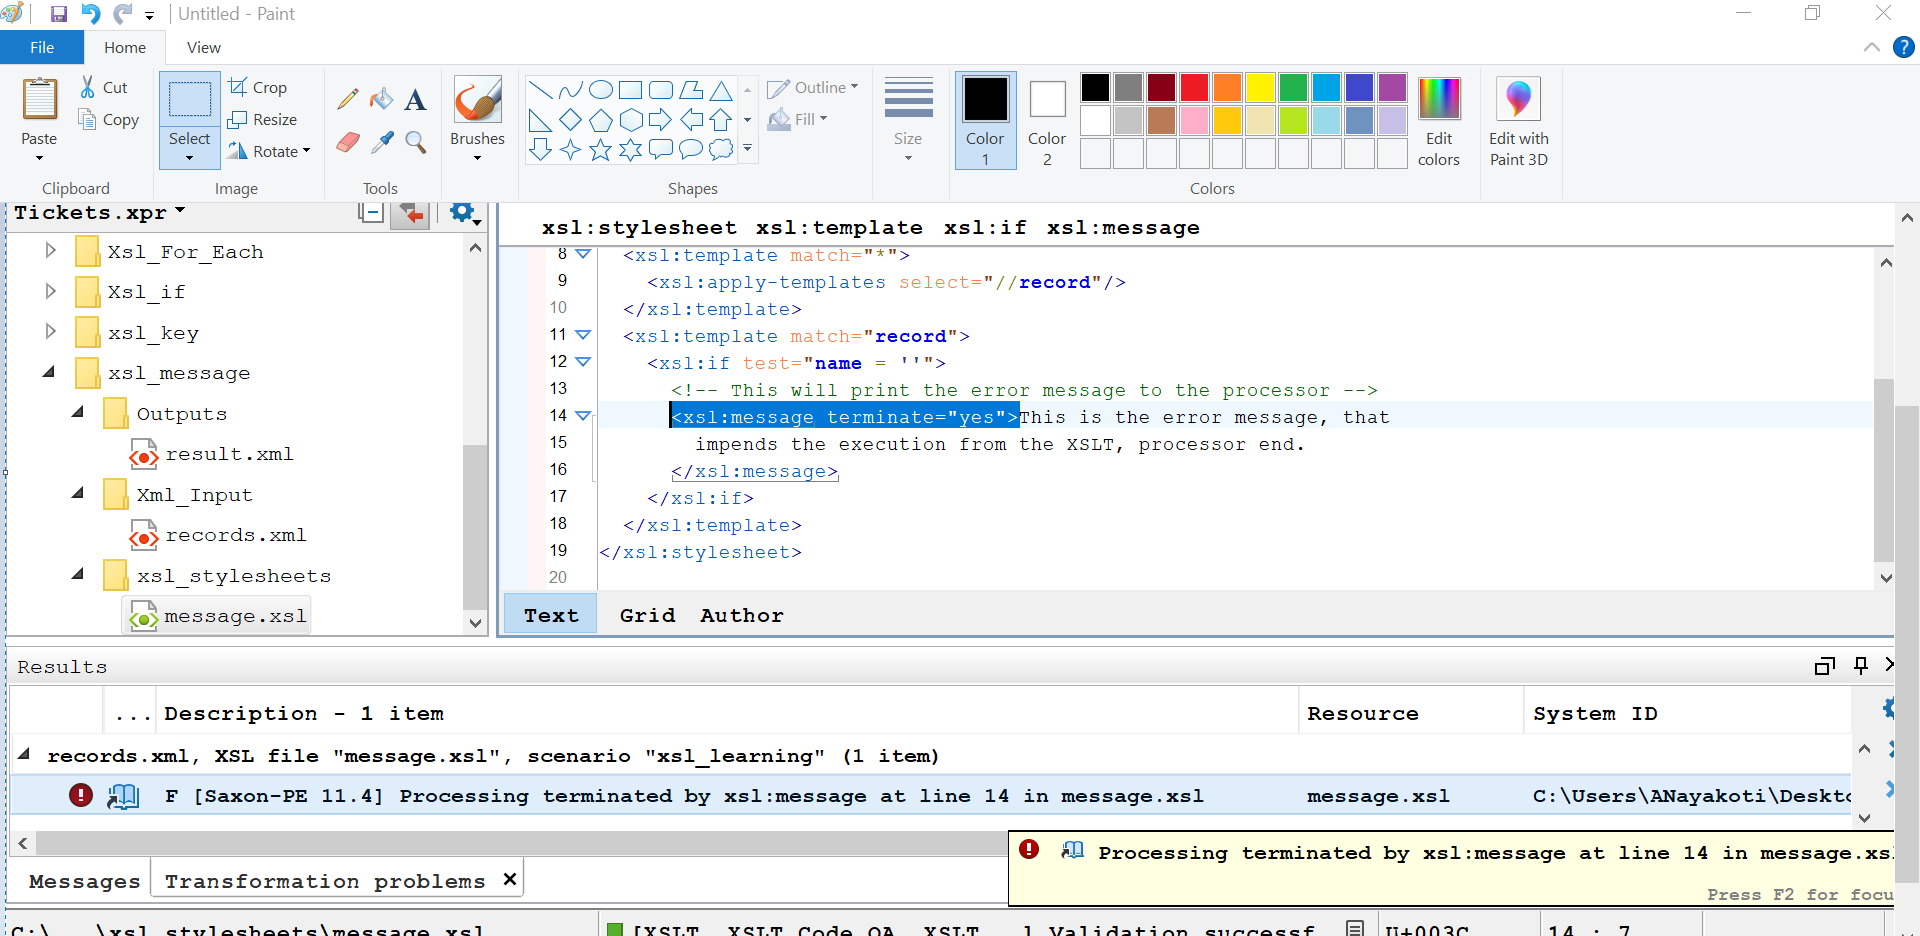 Untitled - Paint
File
Home
View
Paste
Cut
Copy
Clipboard
Select
Crop
Resize
Rotate
Image
Tools
Brushes
Shapes
Outline
Fill
Size
Color 1
Color 2
Edit colors
Edit with Paint 3D
Colors
Tickets.xpr
Xsl_For_Each
Xsl_if
xsl_key
xsl_message
Outputs
result.xml
Xml_Input
records.xml
xsl_stylesheets
message.xsl
xsl:stylesheet xsl:template xsl:if xsl:message
8 <xsl:template match="*">
9 <xsl:apply-templates select="//record"/>
10 </xsl:template>
11 <xsl:template match="record">
12 <xsl:if test="name = ''">
13 <!-- This will print the error message to the processor -->
14 <xsl:message terminate="yes">This is the error message, that
15 impends the execution from the XSLT, processor end.
16 </xsl:message>
17 </xsl:if>
18 </xsl:template>
19 </xsl:stylesheet>
20
Text Grid Author
Results
... Description - 1 item Resource System ID
records.xml, XSL file "message.xsl", scenario "xsl_learning" (1 item)
F [Saxon-PE 11.4] Processing terminated by xsl:message at line 14 in message.xsl message.xsl C:\Users\ANayakoti\Deskto
Processing terminated by xsl:message at line 14 in message.xsl
Press F2 for focu
Messages Transformation problems
C:\...\xsl_stylesheets\message.xsl [XSLT, XSLT Code QA, XSLT ...] Validation successf U+003C 14 : 7